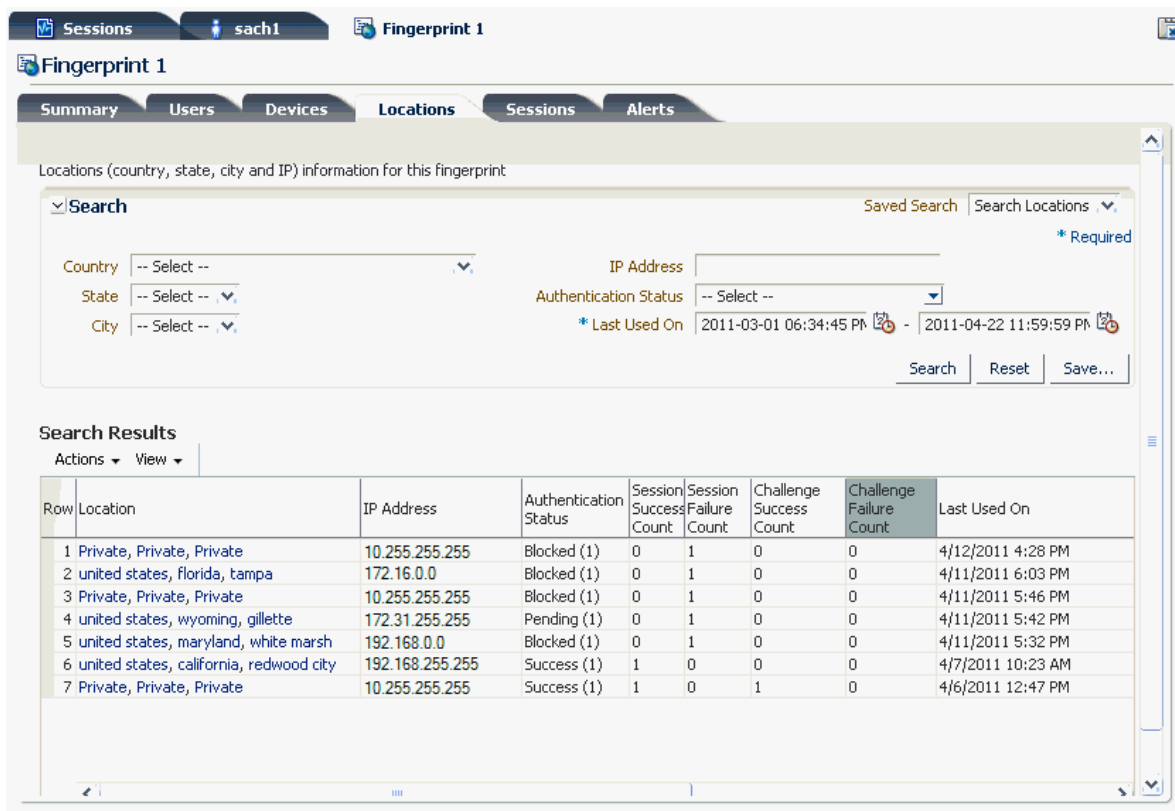 Sessions sach1 Fingerprint 1
Fingerprint 1
Summary Users Devices Locations Sessions Alerts
Locations (country, state, city and IP) information for this fingerprint
Search Saved Search Search Locations
* Required
Country -- Select -- IP Address
State -- Select -- Authentication Status -- Select --
City -- Select -- * Last Used On 2011-03-01 06:34:45 PM - 2011-04-22 11:59:59 PM
Search Reset Save...
Search Results
Actions View
Row Location IP Address Authentication Status Session Success Count Session Failure Count Challenge Success Count Challenge Failure Count Last Used On
1 Private, Private, Private 10.255.255.255 Blocked (1) 0 1 0 0 4/12/2011 4:28 PM
2 united states, florida, tampa 172.16.0.0 Blocked (1) 0 1 0 0 4/11/2011 6:03 PM
3 Private, Private, Private 10.255.255.255 Blocked (1) 0 1 0 0 4/11/2011 5:46 PM
4 united states, wyoming, gillette 172.31.255.255 Pending (1) 0 1 0 0 4/11/2011 5:42 PM
5 united states, maryland, white marsh 192.168.0.0 Blocked (1) 0 1 0 0 4/11/2011 5:32 PM
6 united states, california, redwood city 192.168.255.255 Success (1) 1 0 0 0 4/7/2011 10:23 AM
7 Private, Private, Private 10.255.255.255 Success (1) 1 0 1 0 4/6/2011 12:47 PM